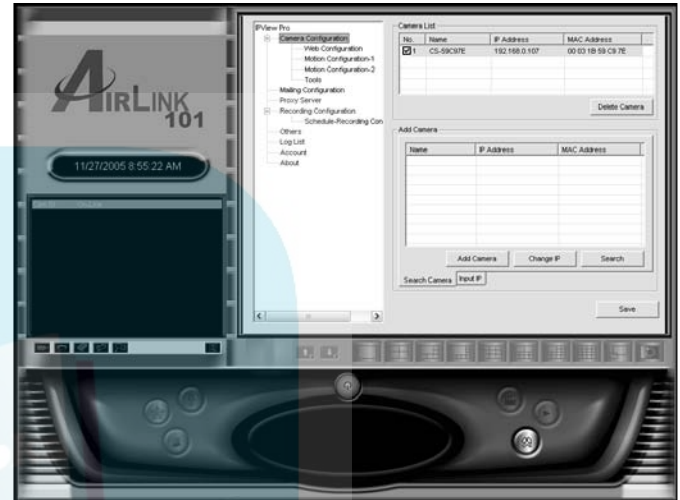 AIRLINK
101
11/27/2005 8:55:22 AM
IPView Pro
Camera Configuration
Web Configuration
Motion Configuration-1
Motion Configuration-2
Tools
Mailing Configuration
Proxy Server
Recording Configuration
Schedule-Recording Con
Others
Log List
Account
About
Camera List
No. Name IP Address MAC Address
1 CS-59C97E 192.168.0.107 00 03 1B 59 C9 7E
Delete Camera
Add Camera
Name IP Address MAC Address
Add Camera Change IP Search
Search Camera Input IP
Save